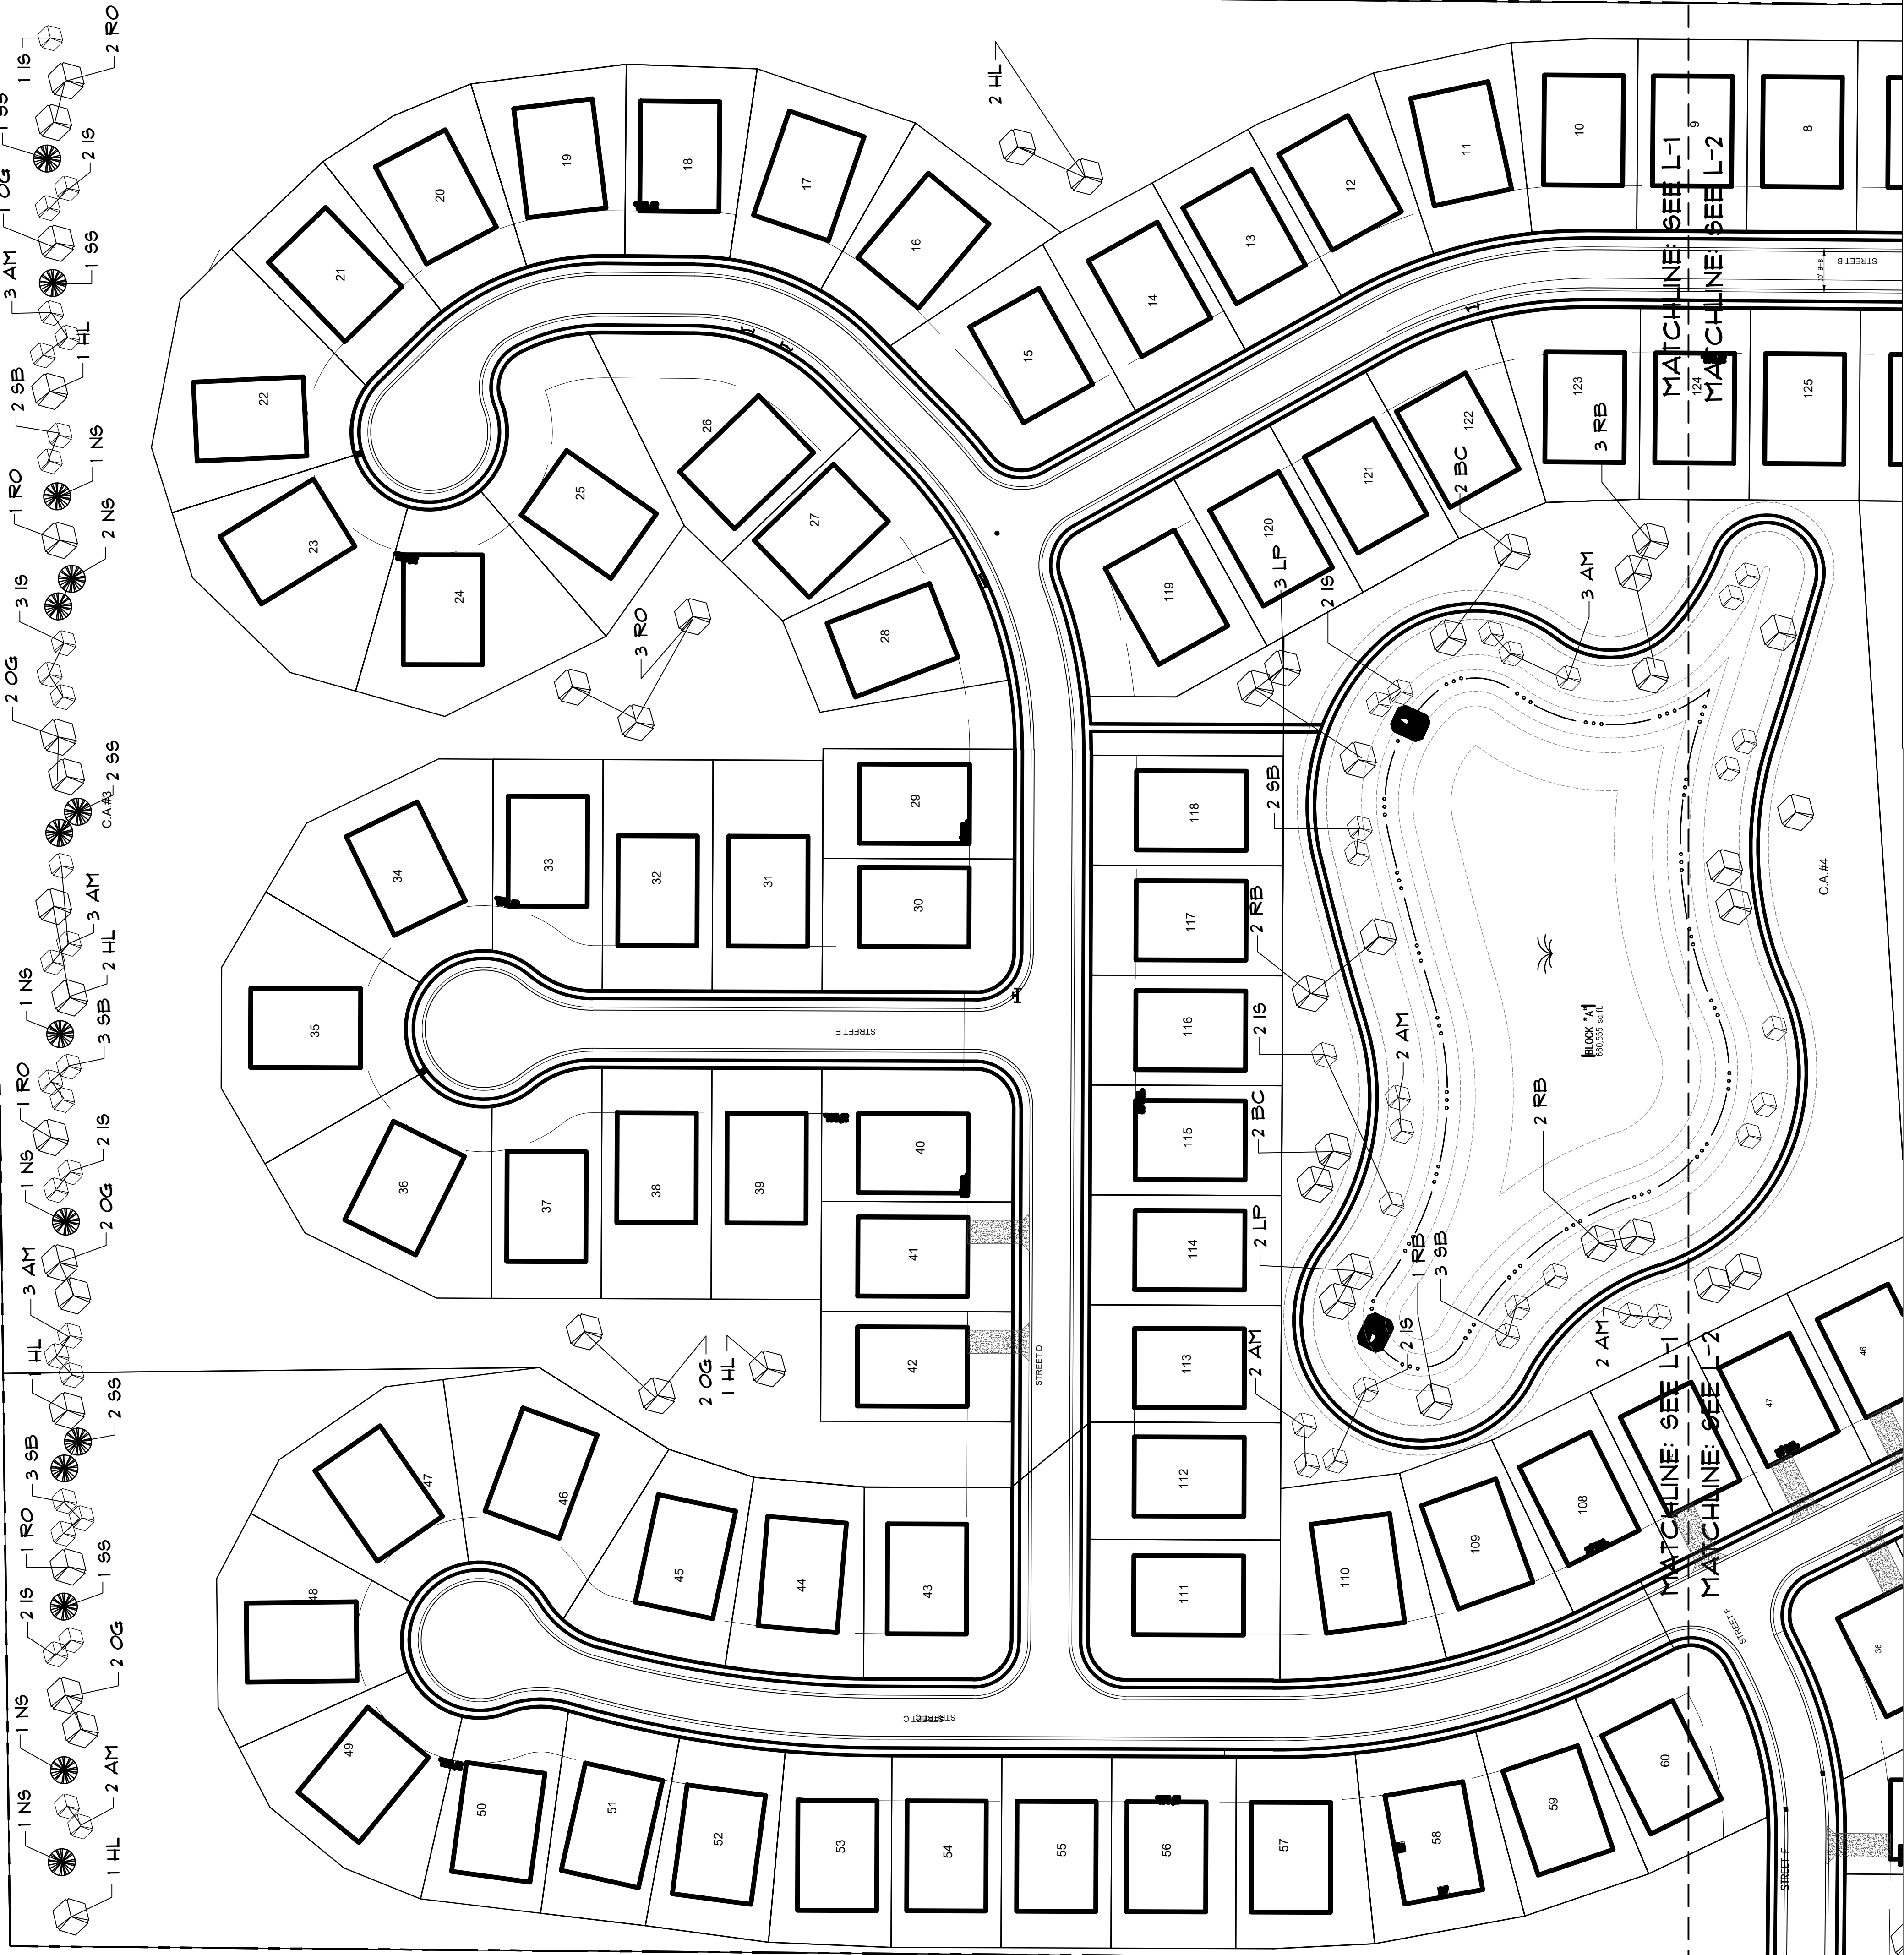 1 IS
2 RO
1 SS
2 IS
1 OG
1 SS
3 AM
1 HL
2 SB
1 NS
1 RO
2 NS
3 IS
2 OG
C.A.#3
2 SS
3 AM
2 HL
1 NS
3 SB
1 RO
2 IS
1 NS
2 OG
3 AM
1 HL
2 SS
3 SB
1 RO
1 SS
2 IS
2 OG
1 NS
2 AM
1 NS
1 HL
2 HL
22
21
20
19
18
17
16
15
14
13
12
11
10
9
8
23
24
25
26
27
28
3 RO
119
120
121
122
123
124
125
2 BC
3 RB
MATCHLINE: SEE L-1
MATCHLINE: SEE L-2
STREET B
30' B-B
3 LP
2 IS
3 AM
34
33
32
31
29
30
35
STREET E
36
37
38
39
40
41
42
118
117
116
115
114
113
112
111
2 SB
2 RB
2 IS
2 AM
2 BC
2 LP
1 RB
3 SB
2 IS
2 AM
2 RB
2 AM
BLOCK "A"
660,555 sq.ft.
C.A.#4
2 OG
1 HL
STREET D
47
46
45
44
43
48
49
50
51
52
53
54
55
56
57
58
59
60
STREET C
STREET C
110
109
108
MATCHLINE: SEE L-1
MATCHLINE: SEE L-2
47
46
36
STREET F
STREET F